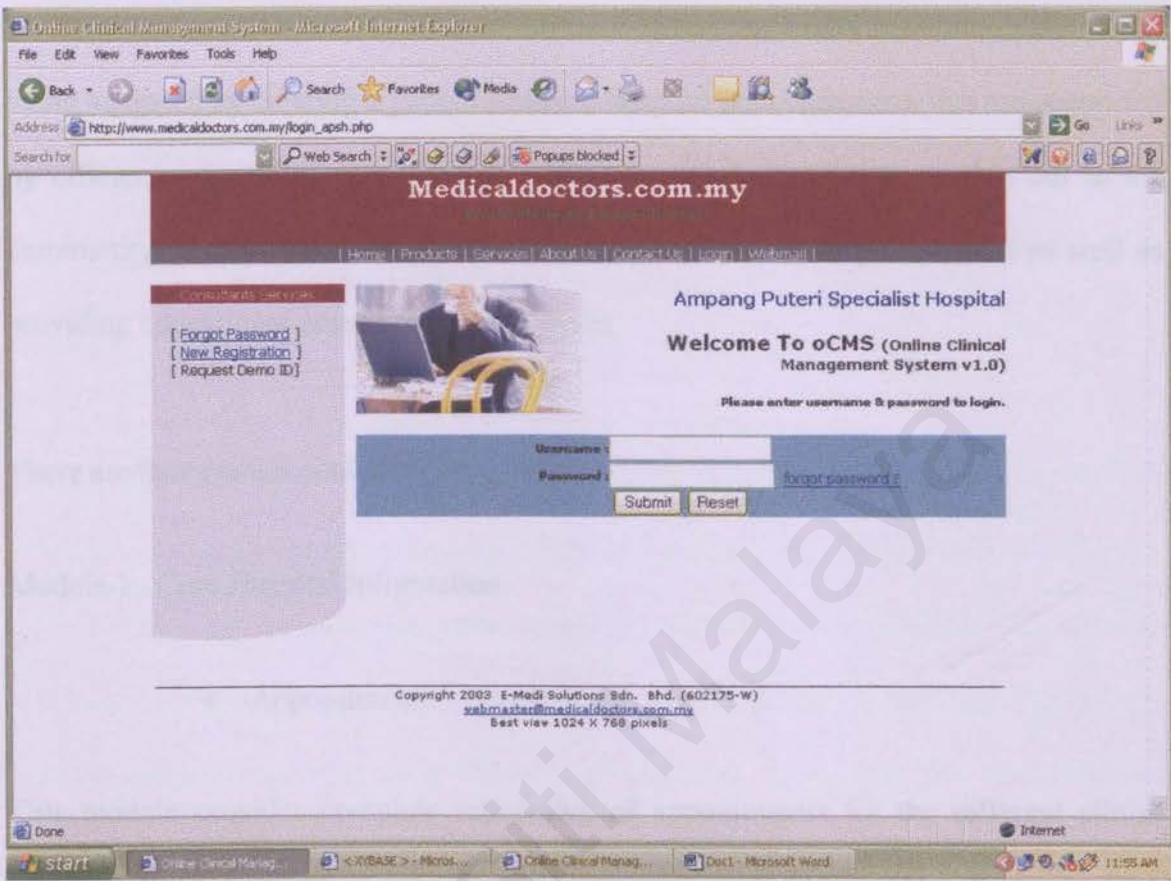 Online Clinical Management System - Microsoft Internet Explorer
File Edit View Favorites Tools Help
Back Search Favorites Media
Address http://www.medicaldoctors.com.my/login_apsh.php Go Links »
Search for Web Search Popups blocked
Medicaldoctors.com.my
| Home | Products | Services | About Us | Contact Us | Login | Webmail |
Consultants Services
[ Forgot Password ]
[ New Registration ]
[ Request Demo ID]
Ampang Puteri Specialist Hospital
Welcome To oCMS (Online Clinical
Management System v1.0)
Please enter username & password to login.
Username :
Password : forgot password ?
Submit Reset
Copyright 2003 E-Medi Solutions Sdn. Bhd. (602175-W)
webmaster@medicaldoctors.com.my
Best view 1024 X 768 pixels
Done Internet
start Online Clinical Manag... < XYBASE > - Micros... Online Clinical Manag... Doc1 - Microsoft Word 11:55 AM
Malaya